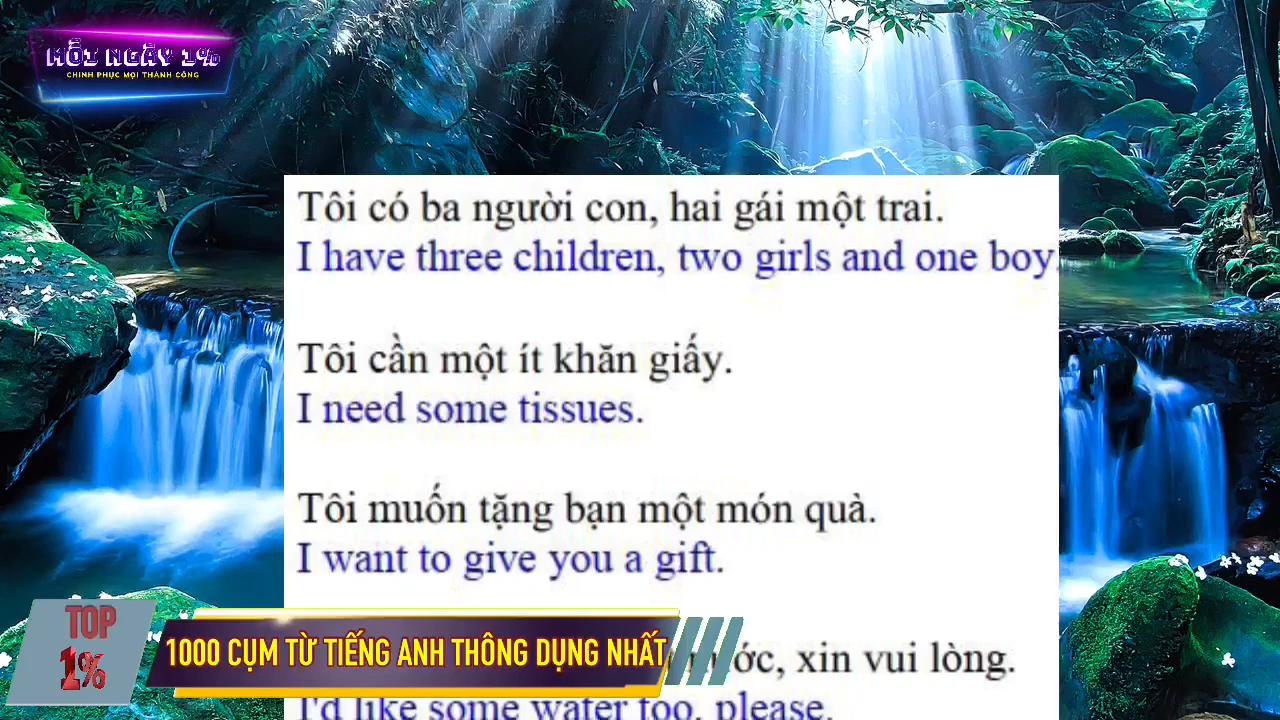 MỖI NGÀY 1%
CHINH PHỤC MỌI THÀNH CÔNG
Tôi có ba người con, hai gái một trai.
I have three children, two girls and one boy.
Tôi cần một ít khăn giấy.
I need some tissues.
Tôi muốn tặng bạn một món quà.
I want to give you a gift.
TOP
1%
1000 CỤM TỪ TIẾNG ANH THÔNG DỤNG NHẤT
xin vui lòng.
I'd like some water too, please.